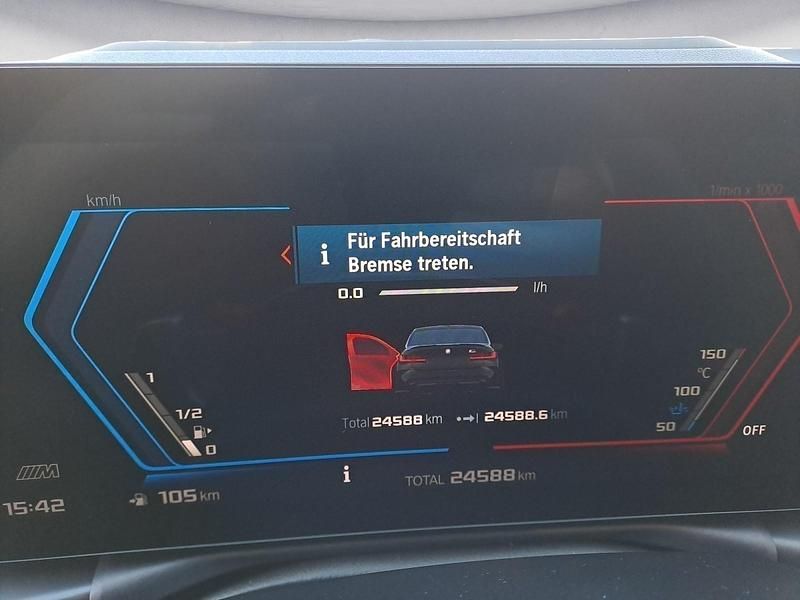 km/h
1/min x 1000
Für Fahrbereitschaft
Bremse treten.
0.0 l/h
1
150
°C
1/2
100
Total 24588 km 24588.6 km
50
0
OFF
M
TOTAL 24588 km
15:42
105 km